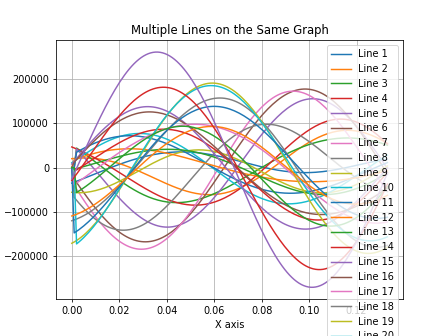 Multiple Lines on the Same Graph
200000
100000
0
−100000
−200000
0.00
0.02
0.04
0.06
0.08
0.10
X axis
Line 1
Line 2
Line 3
Line 4
Line 5
Line 6
Line 7
Line 8
Line 9
Line 10
Line 11
Line 12
Line 13
Line 14
Line 15
Line 16
Line 17
Line 18
Line 19
Line 20